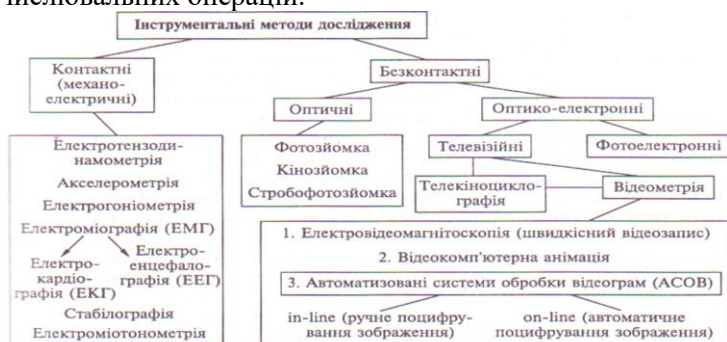 числювальних операцій.
Інструментальні методи дослідження
Контактні
(механо-
електричні)
Безконтактні
Оптичні
Оптико-електронні
Електротензоди-
намометрія
Акселерометрія
Електрогоніометрія
Електроміографія (ЕМГ)
Електро-
кардіо-
графія (ЕКГ)
Електро-
енцефало-
графія (ЕЕГ)
Стабілографія
Електроміотонометрія
Фотозйомка
Кінозйомка
Стробофотозйомка
Телевізійні
Фотоелектронні
Телекіноцикло-
графія
Відеометрія
1. Електровідеомагнітоскопія (швидкісний відеозапис)
2. Відеокомп'ютерна анімація
3. Автоматизовані системи обробки відеограм (АСОВ)
in-line (ручне поцифру-
вання зображення)
on-line (автоматичне
поцифрування зображення)